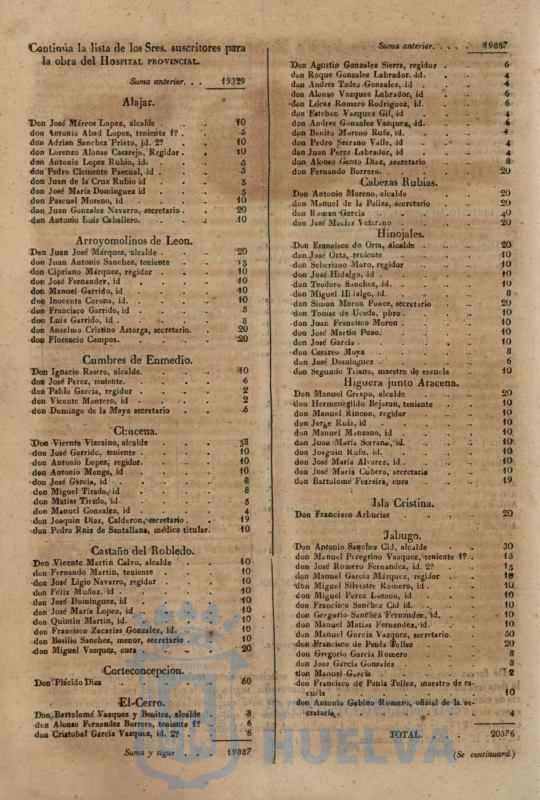 Continúa la lista de los Sres. suscritores para
la obra del HOSPITAL PROVINCIAL.
Suma anterior. . . 19329
Alajar.
Don José Márcos Lopez, alcalde . . 10
don Antonio Abad Lopez, teniente 1º . 5
don Adrian Sanchez Prieto, id. 2º . 10
don Lorenzo Alonso Cazarejo, Regidor . 10
don Antonio Lopez Rubio, id. . . 5
don Pedro Clemente Pascual, id . . 5
don Juan de la Cruz Rubio id . . 5
don José María Dominguez id . . 5
don Pascual Moreno, id . . . 10
don Juan Gonzalez Navarro, secretario . 20
don Antonio Luis Caballero. . . 10
Arroyomolinos de Leon.
Don Juan José Márquez, alcalde . . 20
don Juan Antonio Sanchez, teniente . 15
don Cipriano Márquez, regidor . . 10
don José Fernandez, id . . . 10
don Manuel Garrido, id . . . 10
don Inocente Corona, id. . . . 10
don Francisco Garrido, id . . . 5
don Luis Garrido, id . . . . 5
don Anselmo Cristino Astorga, secretario. 20
don Florencio Campos. . . . 20
Cumbres de Enmedio.
Don Ignacio Rasero, alcalde. . . 10
don José Perez, teniente. . . . 6
don Pablo Garcia, regidor . . . 2
don Vicente Montero, id . . . 2
don Domingo de la Maya secretario . 6
Chucena.
Don Vicente Vizcaino, alcalde . . 38
don José Garrido, teniente . . . 10
don Antonio Lopez, regidor. . . 10
don Antonio Monge, id . . . 10
don José García, id . . . . 8
don Miguel Tirado, id . . . 8
don Matias Tirado, id . . . 5
don Manuel Gonzalez, id . . . 4
don Joaquin Diaz, Calderon, secretario . 19
don Pedro Ruiz de Santallana, médico titular. 10
Castaño del Robledo.
Don Vicente Martin Calvo, alcalde . 10
don Fernando Martin, teniente . . 10
don José Ligio Navarro, regidor . . 10
don Félix Muñoz, id . . . . 10
don José Dominguez, id . . . 10
don José María Lopez, id . . . 10
don Quintin Martin, id. . . . 10
don Francisco Zacarias Gonzalez, id. . 10
don Basilio Sanchez, menor, secretario . 10
don Miguel Vazquez, cura . . . 20
Corteconcepcion.
Don Plácido Diaz . . . 60
El-Cerro.
Don Bartolomé Vazquez y Benitez, alcalde . 8
don Alonso Fernandez Borrero, teniente 1º 6
don Cristobal Garcia Vazquez, id. 2º . 6
Suma y sigue . . 19887
Suma anterior. . . . . 19887
Don Agustin Gonzalez Sierra, regidor . . 6
don Roque Gonzalez Labrador, id. . . 4
don Andres Tadeo Gonzalez, id . . 4
don Alonso Vazquez Labrador, id . . 6
don Lúcas Romero Rodriguez, id . . 6
don Esteban Vazquez Gil, id . . 4
don Andres Gonzalez Vazquez, id. . . 4
don Benito Moreno Rufo, id. . . 4
don Pedro Serrano Valle, id . . 4
don Juan Perez Labrador, id . . 4
don Alonso Gento Diaz, secretario . . 8
don Fernando Borrero. . . . 20
Cabezas Rubias.
Don Antonio Moreno, alcalde . . 20
don Manuel de la Paliza, secretario . . 20
don Roman Garcia . . . 40
don José Macias Veterano . . 20
Hinojales.
Don Francisco de Orta, alcalde . . 20
don José Orta, teniente . . . 10
don Seberiano Moro, regidor . . 10
don José Hidalgo, id . . . 10
don Teodoro Sanchez, id. . . . 10
don Miguel Hidalgo, id. . . . 8
don Simon Moron Ponce, secretario . . 20
don Tomas de Uceda, pbro. . . . 10
don Juan Francisco Moron . . . 10
don José Martin Pozo. . . . 10
don José Garcia . . . . 10
don Cesáreo Moya . . . . 8
don José Dominguez . . . . 6
don Segundo Triano, maestro de escuela 10
Higuera junto Aracena.
Don Manuel Crespo, alcalde . . 20
don Hermenegildo Bejaran, teniente . . 10
don Manuel Rincon, regidor . . 10
don Jorge Ruiz, id . . . 10
don Manuel Manzano, id . . . 10
don Juan María Serrano, id. . . 10
don Joaquin Rufo, id. . . . 10
don José María Alvarez, id. . . 10
don José María Cubero, secretario . . 10
don Bartolomé Ferreira, cura . . 19
Isla Cristina.
Don Francisco Arbucias . . . 20
Jabugo.
Don Antonio Sanchez Cid, alcalde . . 30
don Manuel Peregrino Vazquez, teniente 1º . 15
don José Romero Fernandez, id. 2º . 15
don Manuel Garcia Márquez, regidor . . 10
don Miguel Silvestre Romero, id . . 10
don Miguel Perez Lozano, id . . 10
don Francisco Sanchez Cid id. . . 10
don Gregorio Sanchez Fernandez, id. . 10
don Manuel Matias Fernandez, id. . . 10
don Manuel Garcia Vazquez, secretario. . 50
don Francisco de Paula Tellez . . 20
don Gregorio Garcia Romero . . 8
don Jose Garcia Gonzalez . . . 8
don Manuel Garcia . . . 2
don Francisco de Paula Tellez, maestro de es-
cuela . . . . 10
don Antonio Gabino Romero, oficial de la se-
cretaría . . . . 4
TOTAL . . . . 20576
(Se continuará)
HUELVA